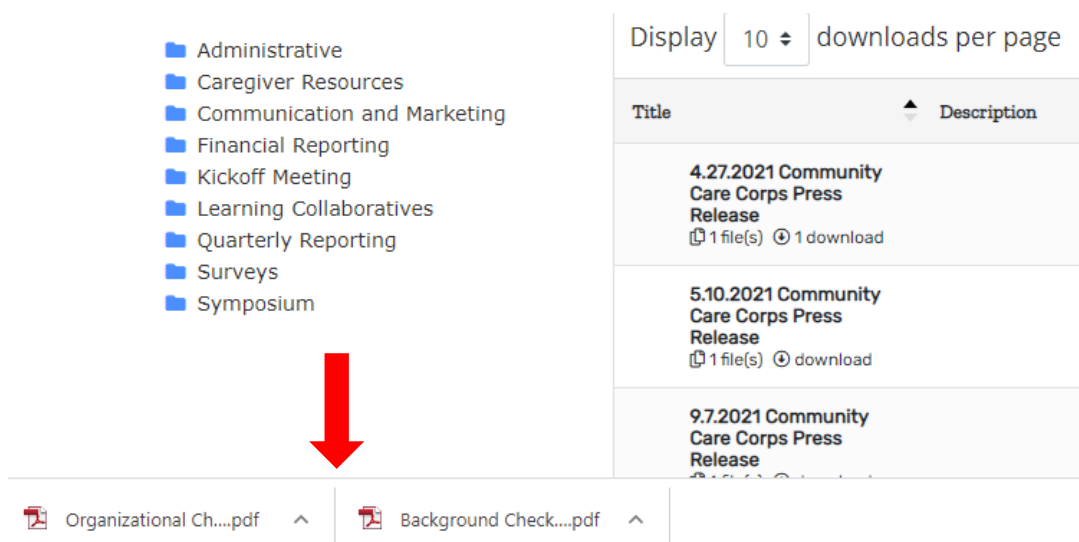 Administrative
Caregiver Resources
Communication and Marketing
Financial Reporting
Kickoff Meeting
Learning Collaboratives
Quarterly Reporting
Surveys
Symposium
Display 10 downloads per page
Title Description
4.27.2021 Community
Care Corps Press
Release
1 file(s) 1 download
5.10.2021 Community
Care Corps Press
Release
1 file(s) download
9.7.2021 Community
Care Corps Press
Release
Organizational Ch....pdf
Background Check....pdf